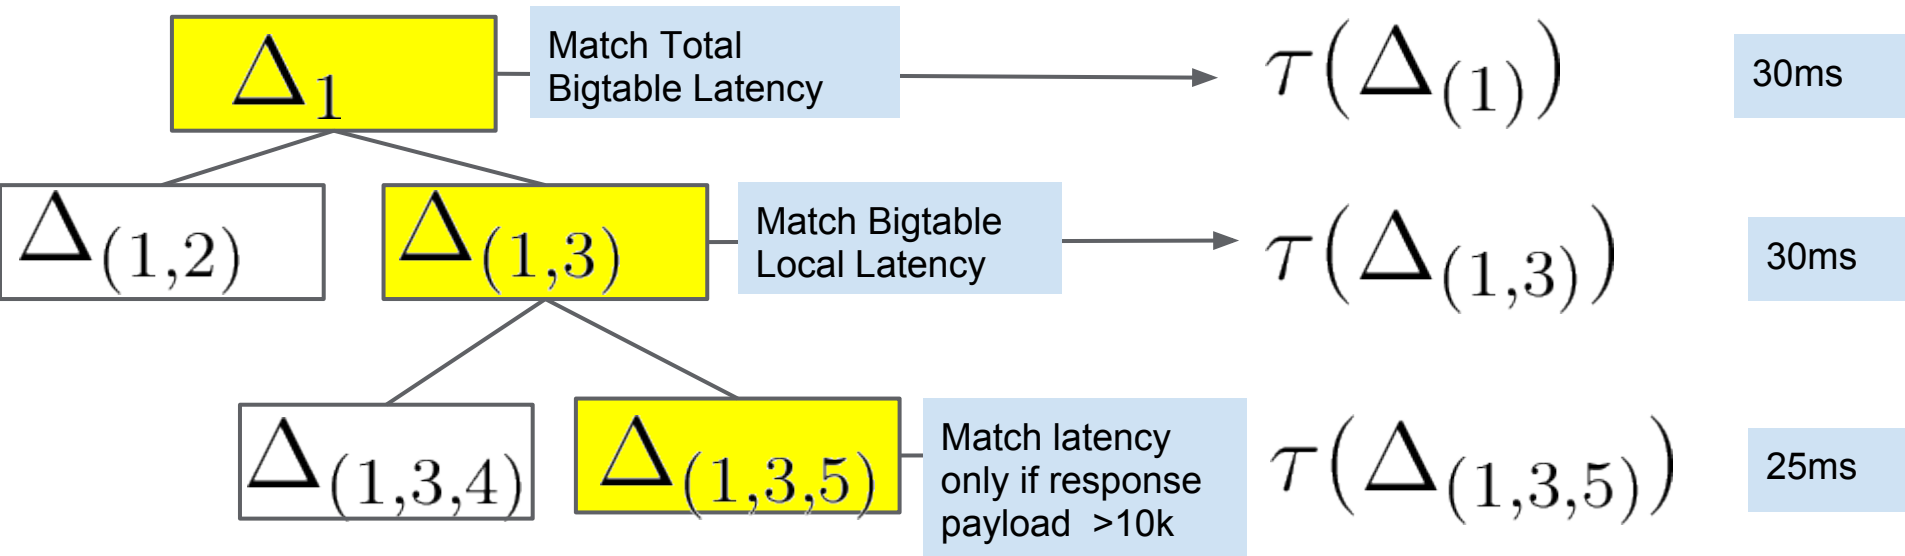 Δ₁
Match Total
Bigtable Latency
τ(Δ₍₁₎)
30ms
Δ₍₁,₂₎
Δ₍₁,₃₎
Match Bigtable
Local Latency
τ(Δ₍₁,₃₎)
30ms
Δ₍₁,₃,₄₎
Δ₍₁,₃,₅₎
Match latency
only if response
payload >10k
τ(Δ₍₁,₃,₅₎)
25ms